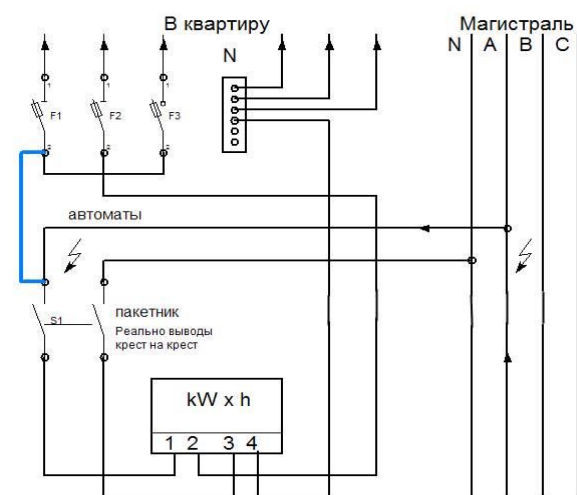 В квартиру
Магистраль
N
N A B C
1 1 1
F1 F2 F3
2 2 2
автоматы
S1
пакетник
Реально выводы
крест на крест
kW x h
1 2 3 4